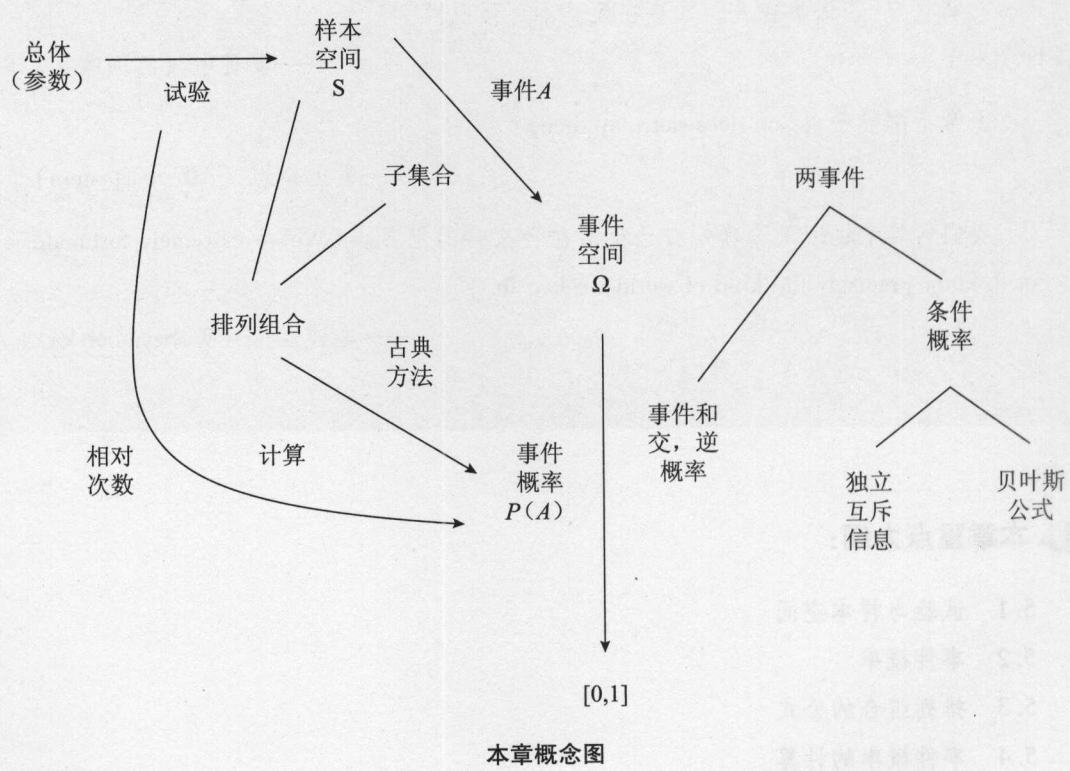 总体
（参数）
试验
样本
空间
S
事件A
子集合
事件
空间
Ω
排列组合
古典
方法
相对
次数
计算
事件
概率
P(A)
[0,1]
两事件
条件
概率
事件和
交，逆
概率
独立
互斥
信息
贝叶斯
公式
本章概念图